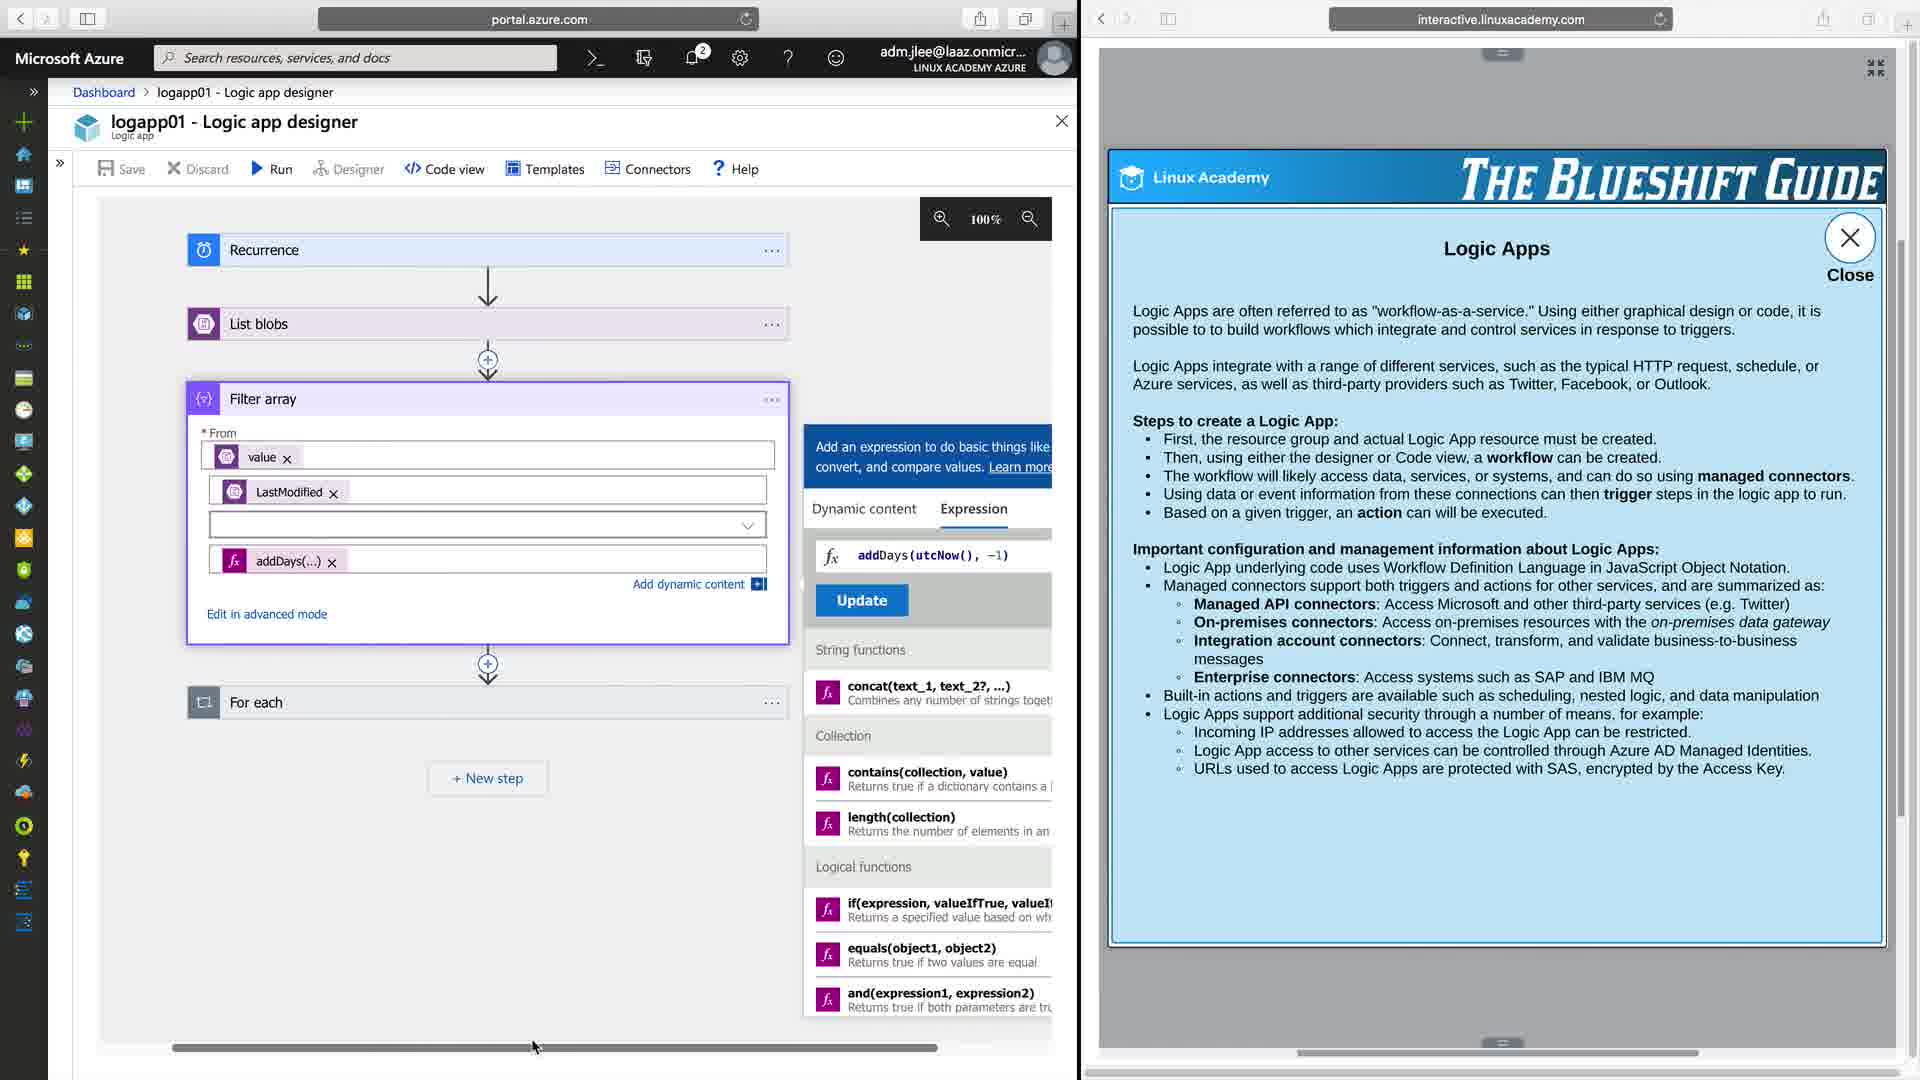 portal.azure.com
Microsoft Azure
Search resources, services, and docs
2
adm.jlee@laaz.onmicr...
LINUX ACADEMY AZURE
Dashboard > logapp01 - Logic app designer
logapp01 - Logic app designer
Logic app
Save
Discard
Run
Designer
Code view
Templates
Connectors
Help
100%
Recurrence
List blobs
Filter array
* From
value
LastModified
addDays(...)
Add dynamic content
Edit in advanced mode
For each
+ New step
Add an expression to do basic things like
convert, and compare values. Learn more
Dynamic content
Expression
fx addDays(utcNow(), -1)
Update
String functions
concat(text_1, text_2?, ...)
Combines any number of strings toget
Collection
contains(collection, value)
Returns true if a dictionary contains a
length(collection)
Returns the number of elements in an
Logical functions
if(expression, valueIfTrue, valueI
Returns a specified value based on wh
equals(object1, object2)
Returns true if two values are equal
and(expression1, expression2)
Returns true if both parameters are tru
interactive.linuxacademy.com
Linux Academy
THE BLUESHIFT GUIDE
Logic Apps
Close
Logic Apps are often referred to as "workflow-as-a-service." Using either graphical design or code, it is
possible to to build workflows which integrate and control services in response to triggers.
Logic Apps integrate with a range of different services, such as the typical HTTP request, schedule, or
Azure services, as well as third-party providers such as Twitter, Facebook, or Outlook.
Steps to create a Logic App:
• First, the resource group and actual Logic App resource must be created.
• Then, using either the designer or Code view, a workflow can be created.
• The workflow will likely access data, services, or systems, and can do so using managed connectors.
• Using data or event information from these connections can then trigger steps in the logic app to run.
• Based on a given trigger, an action can will be executed.
Important configuration and management information about Logic Apps:
• Logic App underlying code uses Workflow Definition Language in JavaScript Object Notation.
• Managed connectors support both triggers and actions for other services, and are summarized as:
◦ Managed API connectors: Access Microsoft and other third-party services (e.g. Twitter)
◦ On-premises connectors: Access on-premises resources with the on-premises data gateway
◦ Integration account connectors: Connect, transform, and validate business-to-business
messages
◦ Enterprise connectors: Access systems such as SAP and IBM MQ
• Built-in actions and triggers are available such as scheduling, nested logic, and data manipulation
• Logic Apps support additional security through a number of means, for example:
◦ Incoming IP addresses allowed to access the Logic App can be restricted.
◦ Logic App access to other services can be controlled through Azure AD Managed Identities.
◦ URLs used to access Logic Apps are protected with SAS, encrypted by the Access Key.